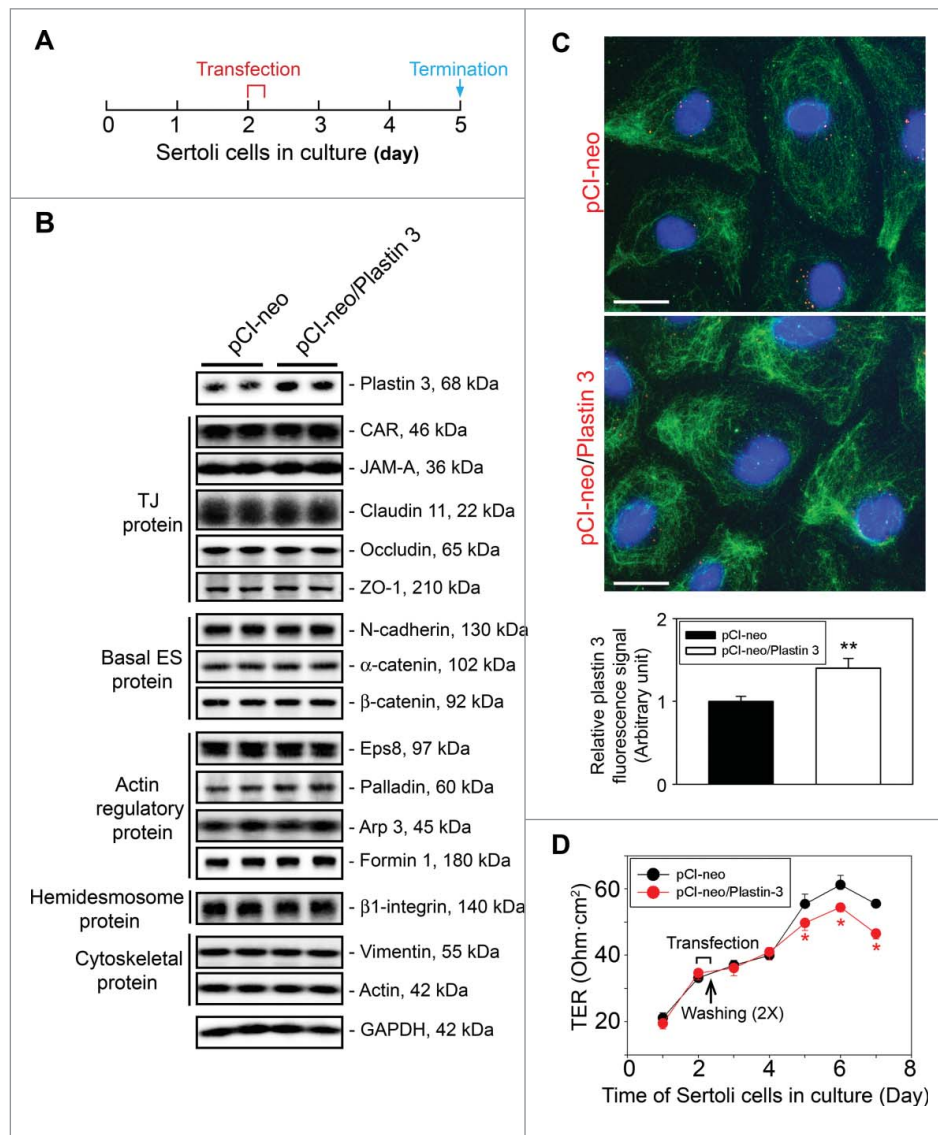 A
Transfection
Termination
0 1 2 3 4 5
Sertoli cells in culture (day)
B
pCI-neo
pCI-neo/Plastin 3
- Plastin 3, 68 kDa
TJ
protein
- CAR, 46 kDa
- JAM-A, 36 kDa
- Claudin 11, 22 kDa
- Occludin, 65 kDa
- ZO-1, 210 kDa
Basal ES
protein
- N-cadherin, 130 kDa
- α-catenin, 102 kDa
- β-catenin, 92 kDa
Actin
regulatory
protein
- Eps8, 97 kDa
- Palladin, 60 kDa
- Arp 3, 45 kDa
- Formin 1, 180 kDa
Hemidesmosome
protein
- β1-integrin, 140 kDa
Cytoskeletal
protein
- Vimentin, 55 kDa
- Actin, 42 kDa
- GAPDH, 42 kDa
C
pCI-neo
pCI-neo/Plastin 3
Relative plastin 3
fluorescence signal
(Arbitrary unit)
2
1
0
pCI-neo
pCI-neo/Plastin 3
**
D
pCI-neo
pCI-neo/Plastin-3
TER (Ohm·cm²)
60
40
20
Transfection
Washing (2X)
* * *
0 2 4 6 8
Time of Sertoli cells in culture (Day)